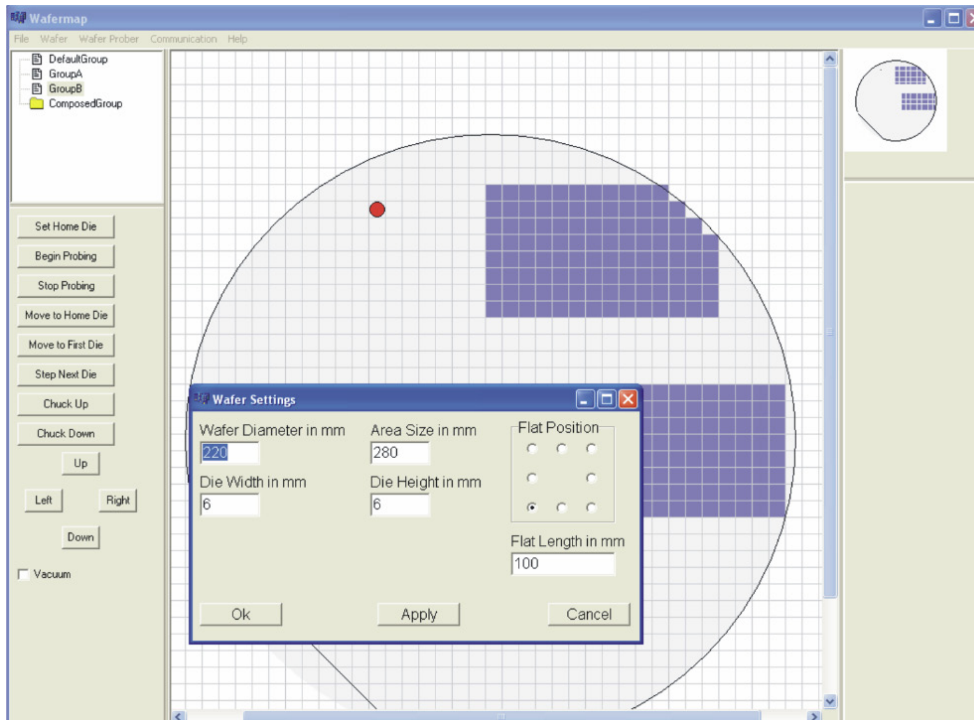 Wafermap
File Wafer Wafer Prober Communication Help
DefaultGroup
GroupA
GroupB
ComposedGroup
Set Home Die
Begin Probing
Stop Probing
Move to Home Die
Move to First Die
Step Next Die
Chuck Up
Chuck Down
Up
Left Right
Down
Vacuum
Wafer Settings
Wafer Diameter in mm Area Size in mm Flat Position
220 280
Die Width in mm Die Height in mm
6 6
Flat Length in mm
100
Ok Apply Cancel